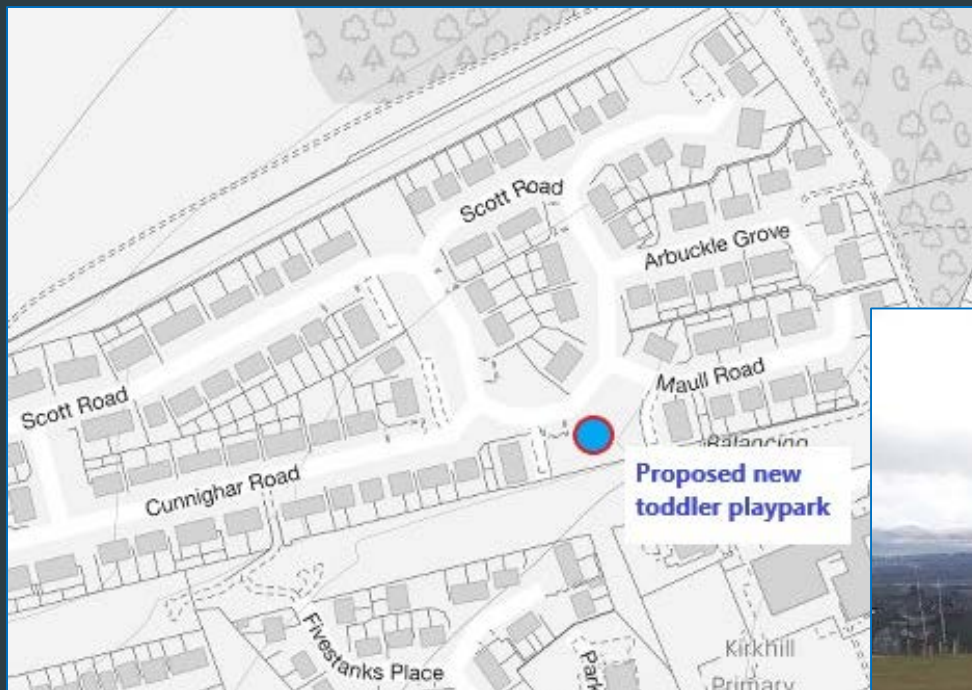 Scott Road
Arbuckle Grove
Scott Road
Maull Road
Balancing
Cunnighar Road
Proposed new
toddler playpark
Fivestanks Place
Park
Kirkhill
Primary